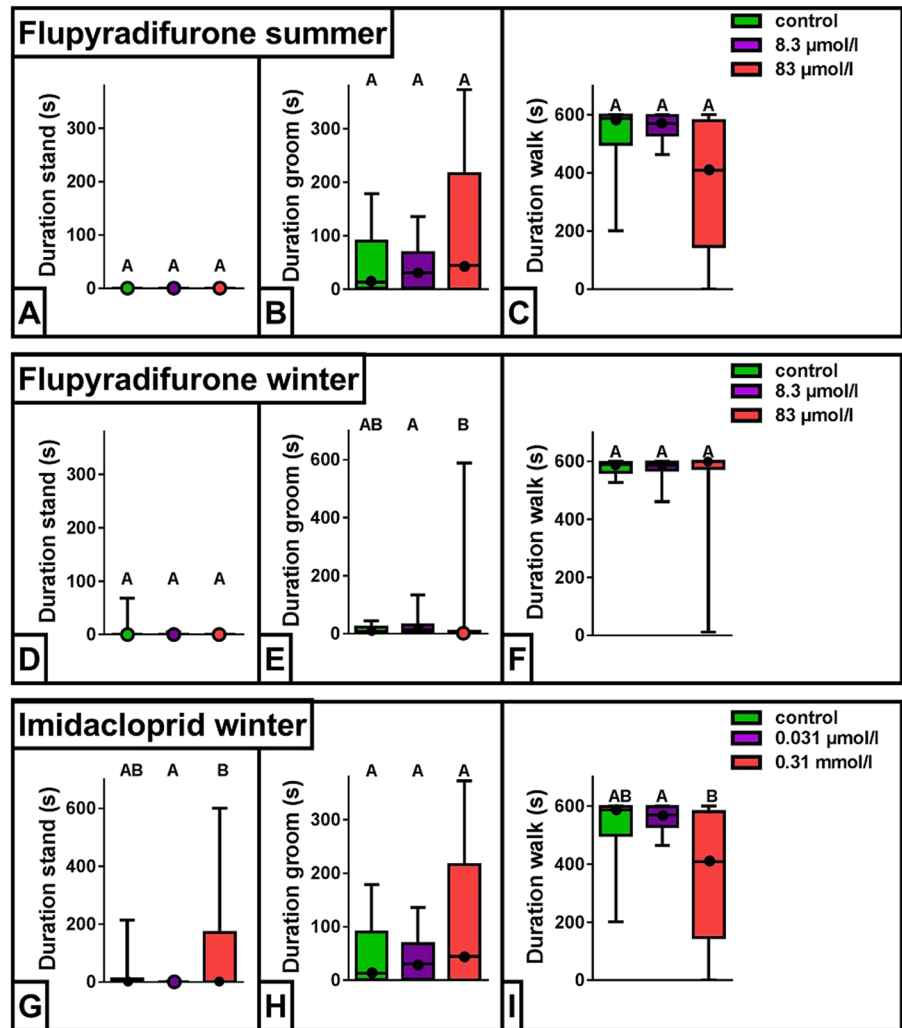 Flupyradifurone summer
control
8.3 µmol/l
83 µmol/l
Duration stand (s)
300
200
100
0
A A A
A
Duration groom (s)
300
200
100
0
A A A
B
Duration walk (s)
600
400
200
0
A A A
C
Flupyradifurone winter
control
8.3 µmol/l
83 µmol/l
Duration stand (s)
300
200
100
0
A A A
D
Duration groom (s)
600
400
200
0
AB A B
E
Duration walk (s)
600
400
200
0
A A A
F
Imidacloprid winter
control
0.031 µmol/l
0.31 mmol/l
Duration stand (s)
600
400
200
0
AB A B
G
Duration groom (s)
300
200
100
0
A A A
H
Duration walk (s)
600
400
200
0
AB A B
I